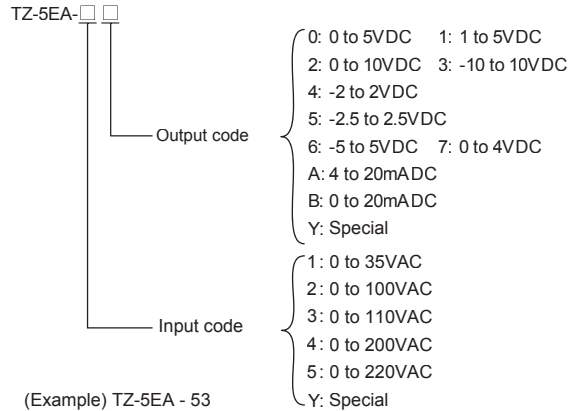 TZ-5EA-□ □
0: 0 to 5VDC 1: 1 to 5VDC
2: 0 to 10VDC 3: -10 to 10VDC
4: -2 to 2VDC
5: -2.5 to 2.5VDC
Output code
6: -5 to 5VDC 7: 0 to 4VDC
A: 4 to 20mADC
B: 0 to 20mADC
Y: Special
1: 0 to 35VAC
2: 0 to 100VAC
3: 0 to 110VAC
Input code
4: 0 to 200VAC
5: 0 to 220VAC
(Example) TZ-5EA - 53
Y: Special